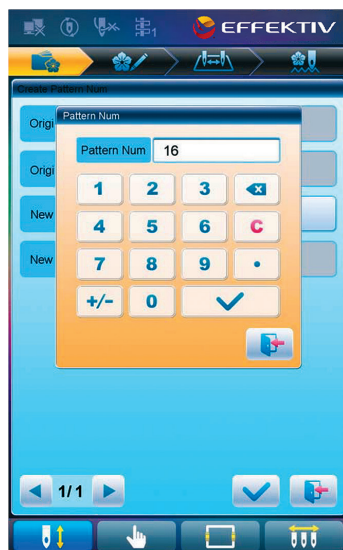 EFFEKTIV
1
Create Pattern Num
Pattern Num
Origi
Pattern Num 16
Origi
1 2 3
New
4 5 6 C
New
7 8 9 •
+/- 0
1/1